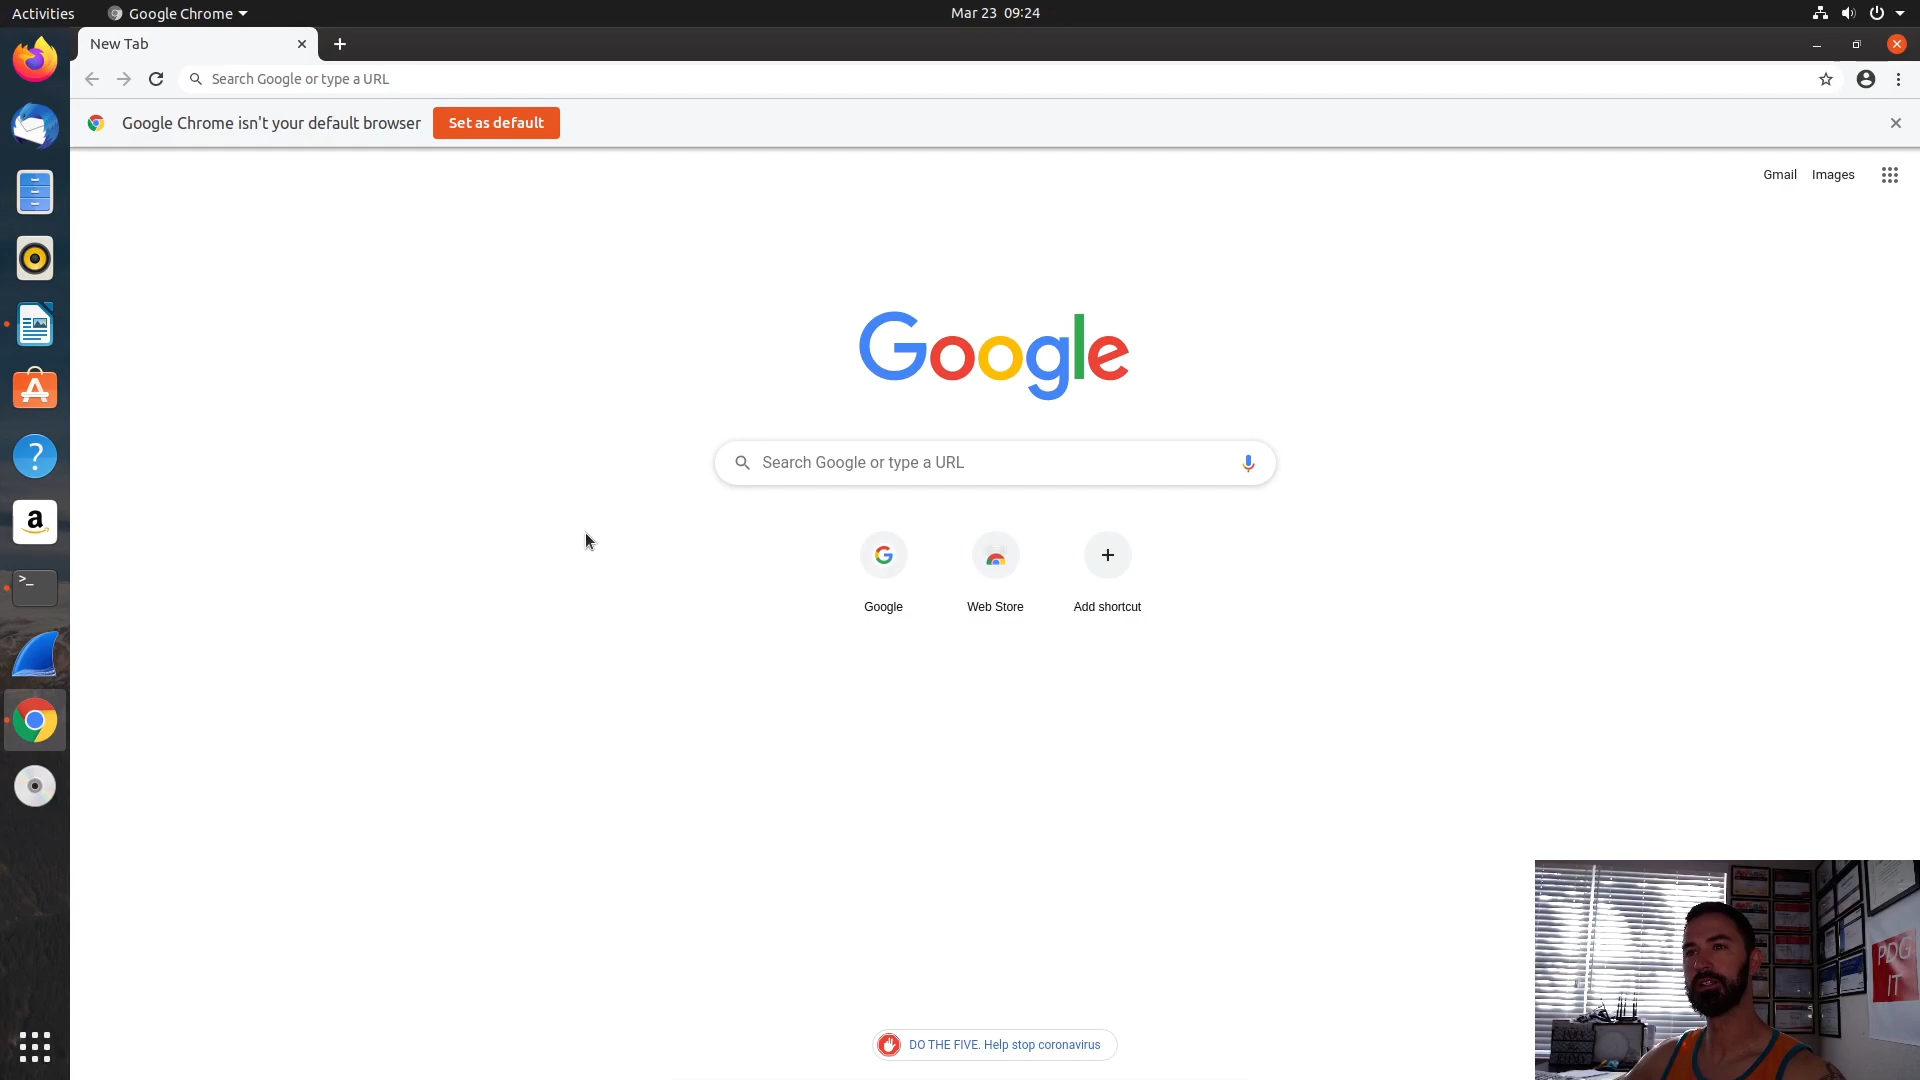 Activities
Google Chrome
Mar 23 09:24
New Tab
Search Google or type a URL
Google Chrome isn't your default browser
Set as default
Gmail
Images
Google
Search Google or type a URL
Google
Web Store
Add shortcut
DO THE FIVE. Help stop coronavirus
PDG
IT